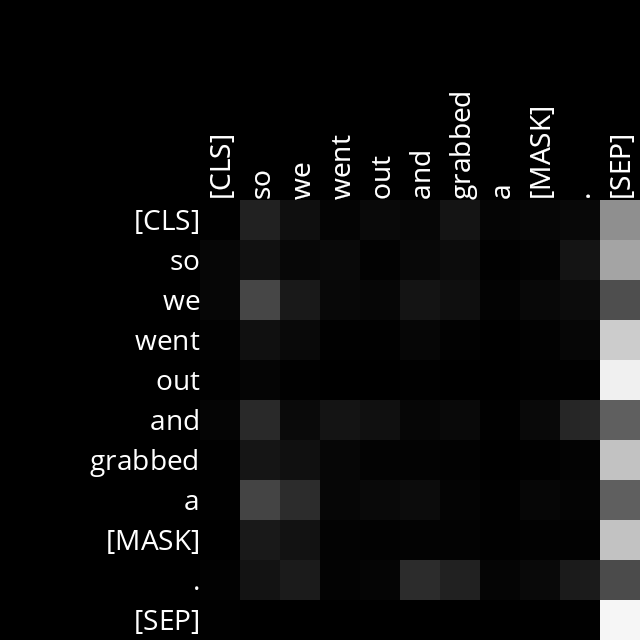 [CLS] so we went out and grabbed a [MASK] . [SEP]
[CLS]
so
we
went
out
and
grabbed
a
[MASK]
.
[SEP]